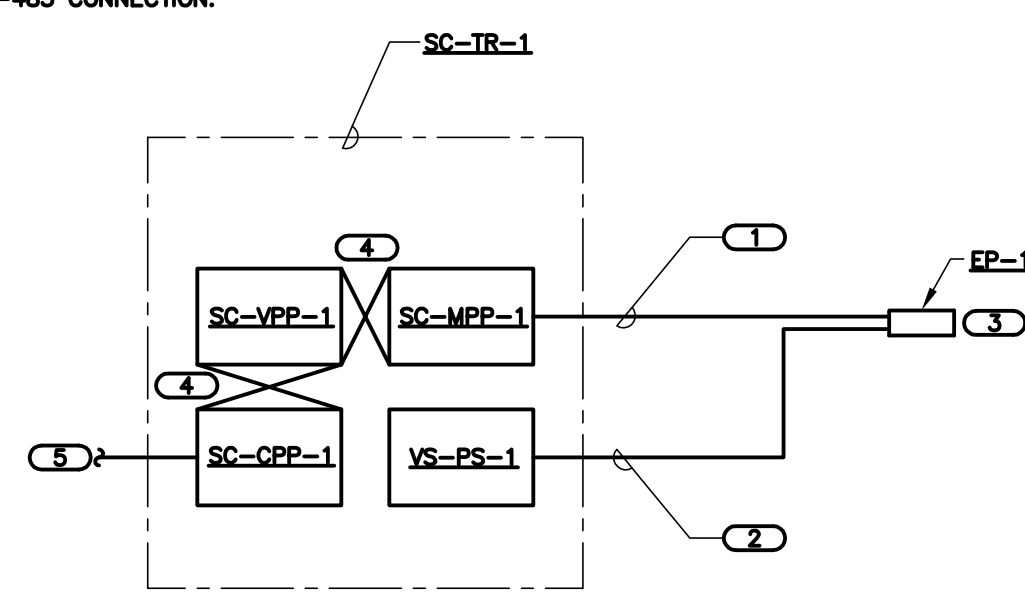 -485 CONNECTION.
SC-TR-1
4
1
EP-1
SC-VPP-1
SC-MPP-1
3
4
5
SC-CPP-1
VS-PS-1
2